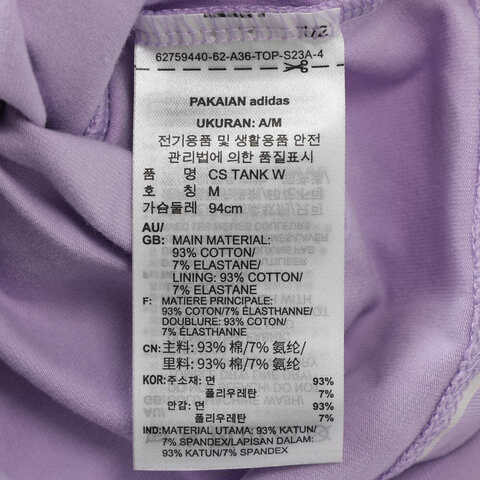 62759440-62-A36-TOP-S23A-4
PAKAIAN adidas
UKURAN: A/M
전기용품 및 생활용품 안전
관리법에 의한 품질표시
품 명 CS TANK W
호 칭 M
가슴둘레 94cm
AU/
GB: MAIN MATERIAL:
93% COTTON/
7% ELASTANE/
LINING: 93% COTTON/
7% ELASTANE
F: MATIERE PRINCIPALE:
93% COTON/7% ÉLASTHANNE/
DOUBLURE: 93% COTON/
7% ÉLASTHANNE
CN: 主料: 93% 棉/7% 氨纶/
里料: 93% 棉/7% 氨纶
KOR: 주소재: 면 93%
폴리우레탄 7%
안감: 면 93%
폴리우레탄 7%
IND: MATERIAL UTAMA: 93% KATUN/
7% SPANDEX/LAPISAN DALAM:
93% KATUN/7% SPANDEX